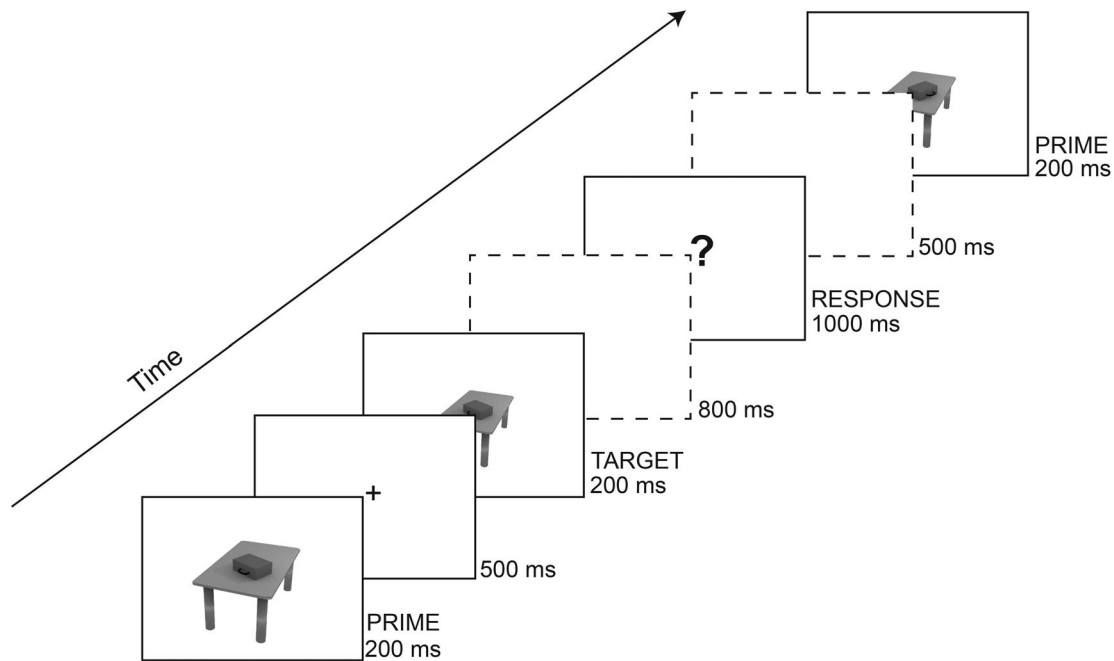 PRIME
200 ms
500 ms
?
RESPONSE
1000 ms
Time
800 ms
TARGET
200 ms
+
500 ms
PRIME
200 ms